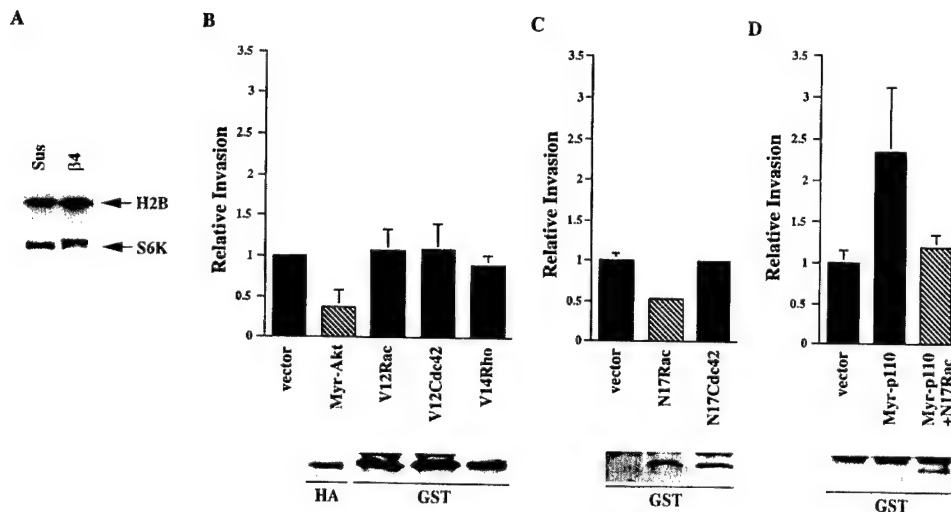 A
Sus
β4
H2B
S6K
B
3.5
3
2.5
2
1.5
1
0.5
0
Relative Invasion
vector
Myr-Akt
V12Rac
V12Cdc42
V14Rho
HA
GST
C
3.5
3
2.5
2
1.5
1
0.5
0
Relative Invasion
vector
N17Rac
N17Cdc42
GST
D
3.5
3
2.5
2
1.5
1
0.5
0
Relative Invasion
vector
Myr-p110
Myr-p110
+N17Rac
GST